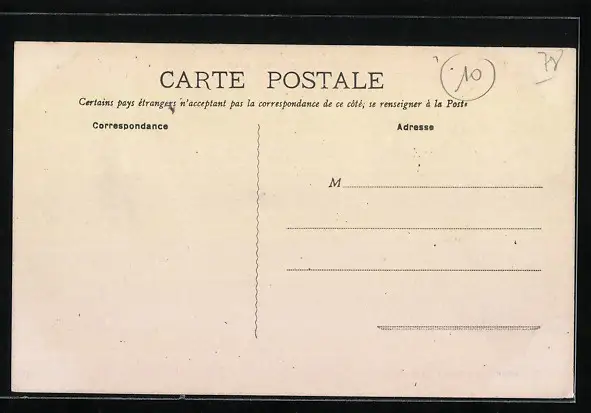 10
78
CARTE POSTALE
Certains pays étrangers n'acceptant pas la correspondance de ce côté, se renseigner à la Poste
Correspondance
Adresse
M